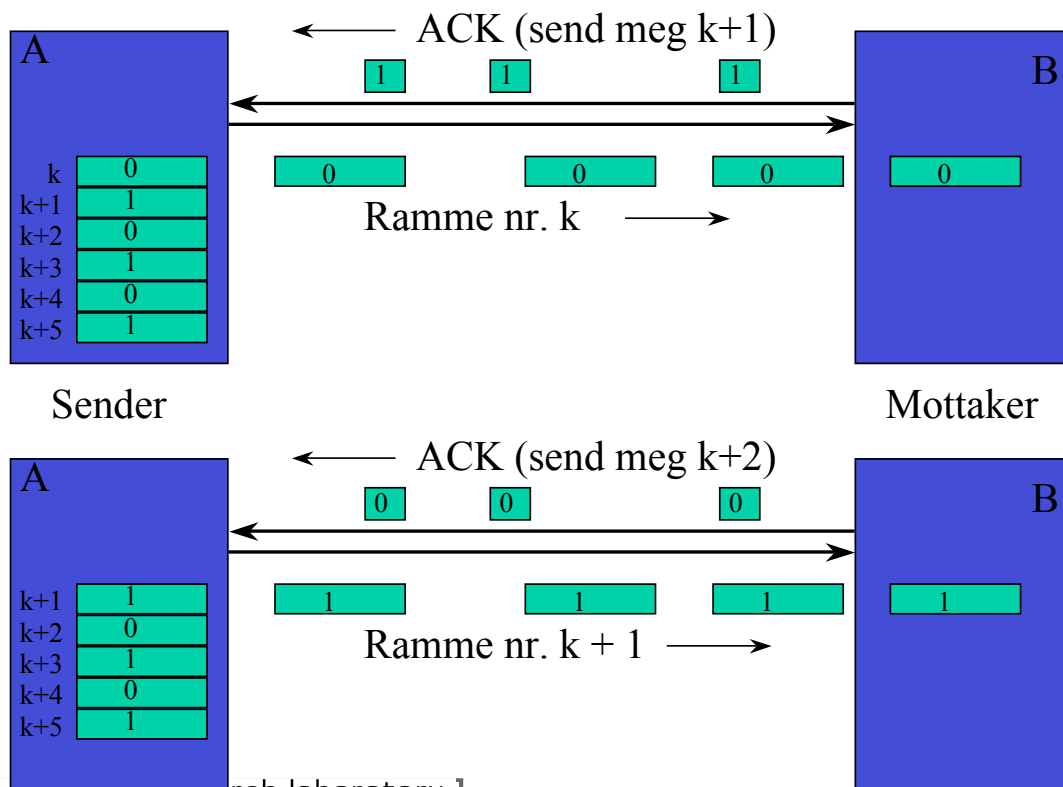 ACK (send meg k+1)
A
B
1 1 1
k 0
0 0 0 0
k+1 1
Ramme nr. k
k+2 0
k+3 1
k+4 0
k+5 1
Sender
Mottaker
ACK (send meg k+2)
A
B
0 0 0
k+1 1
1 1 1 1
k+2 0
Ramme nr. k + 1
k+3 1
k+4 0
k+5 1